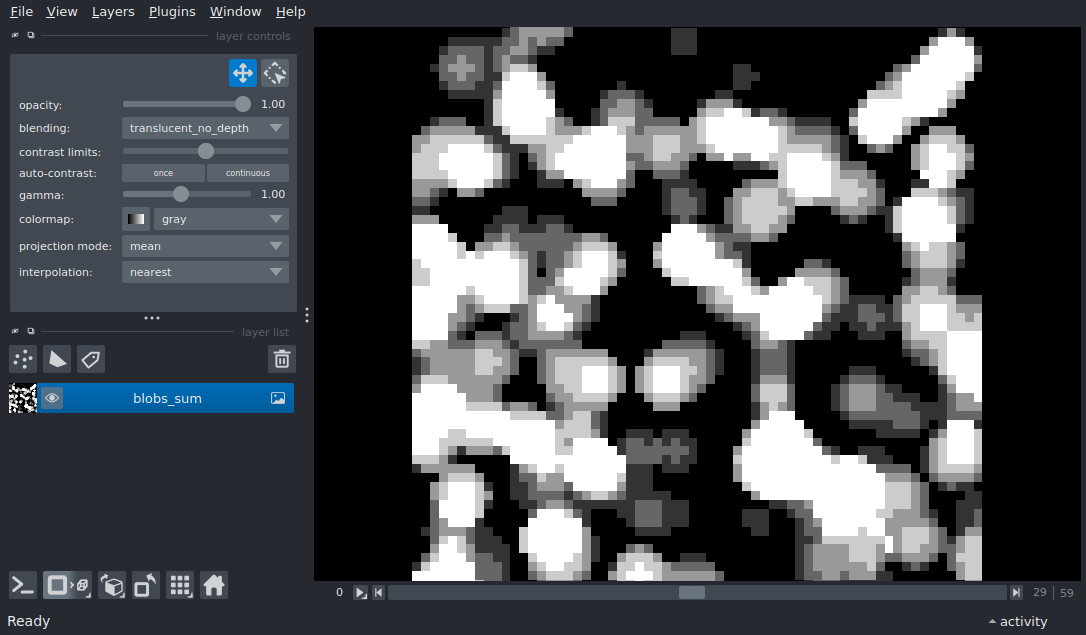 File View Layers Plugins Window Help
layer controls
opacity: 1.00
blending: translucent_no_depth
contrast limits:
auto-contrast: once continuous
gamma: 1.00
colormap: gray
projection mode: mean
interpolation: nearest
layer list
blobs_sum
0 29 | 59
Ready activity